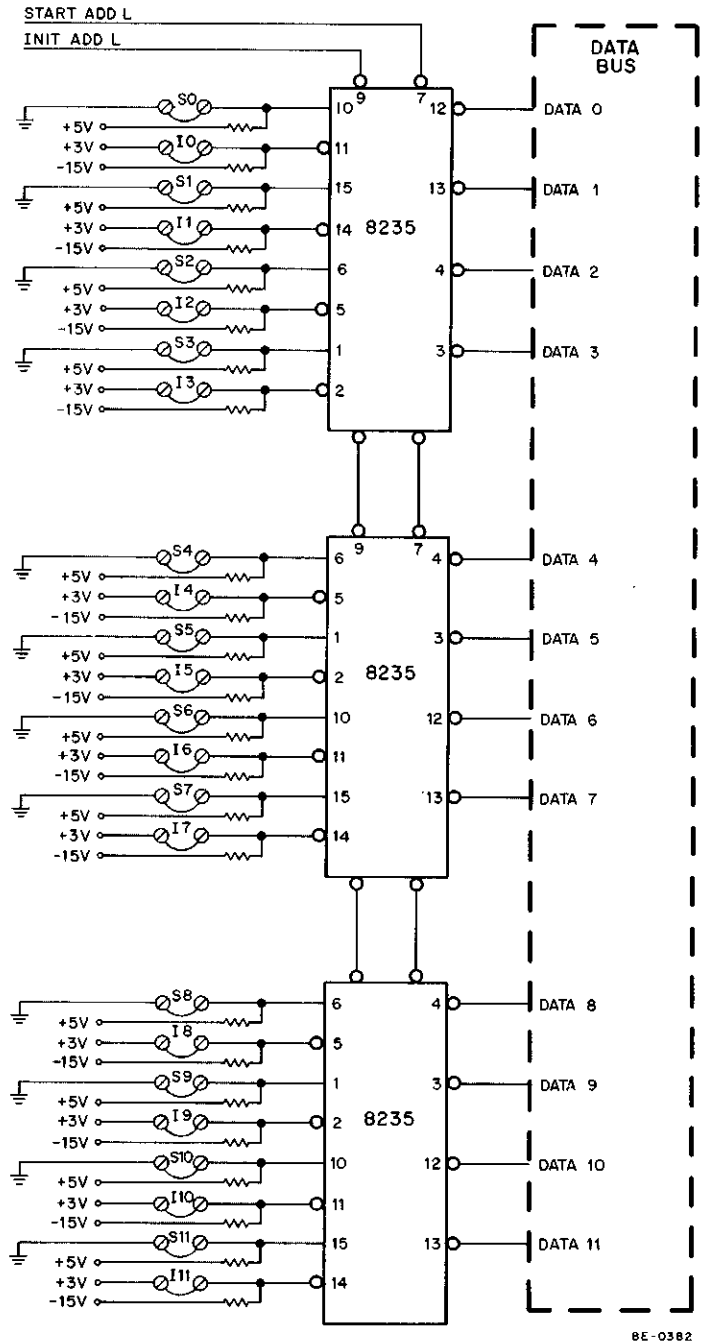 START ADD L
INIT ADD L
DATA BUS
9 7
S0 10 12 DATA 0
+5V
+3V I0 11
-15V
S1 15 13 DATA 1
+5V
+3V I1 14 8235
-15V
S2 6 4 DATA 2
+5V
+3V I2 5
-15V
S3 1 3 DATA 3
+5V
+3V I3 2
-15V
9 7
S4 6 4 DATA 4
+5V
+3V I4 5
-15V
S5 1 3 DATA 5
+5V
+3V I5 2 8235
-15V
S6 10 12 DATA 6
+5V
+3V I6 11
-15V
S7 15 13 DATA 7
+5V
+3V I7 14
-15V
S8 6 4 DATA 8
+5V
+3V I8 5
-15V
S9 1 3 DATA 9
+5V
+3V I9 2 8235
-15V
S10 10 12 DATA 10
+5V
+3V I10 11
-15V
S11 15 13 DATA 11
+5V
+3V I11 14
-15V
8E-0382